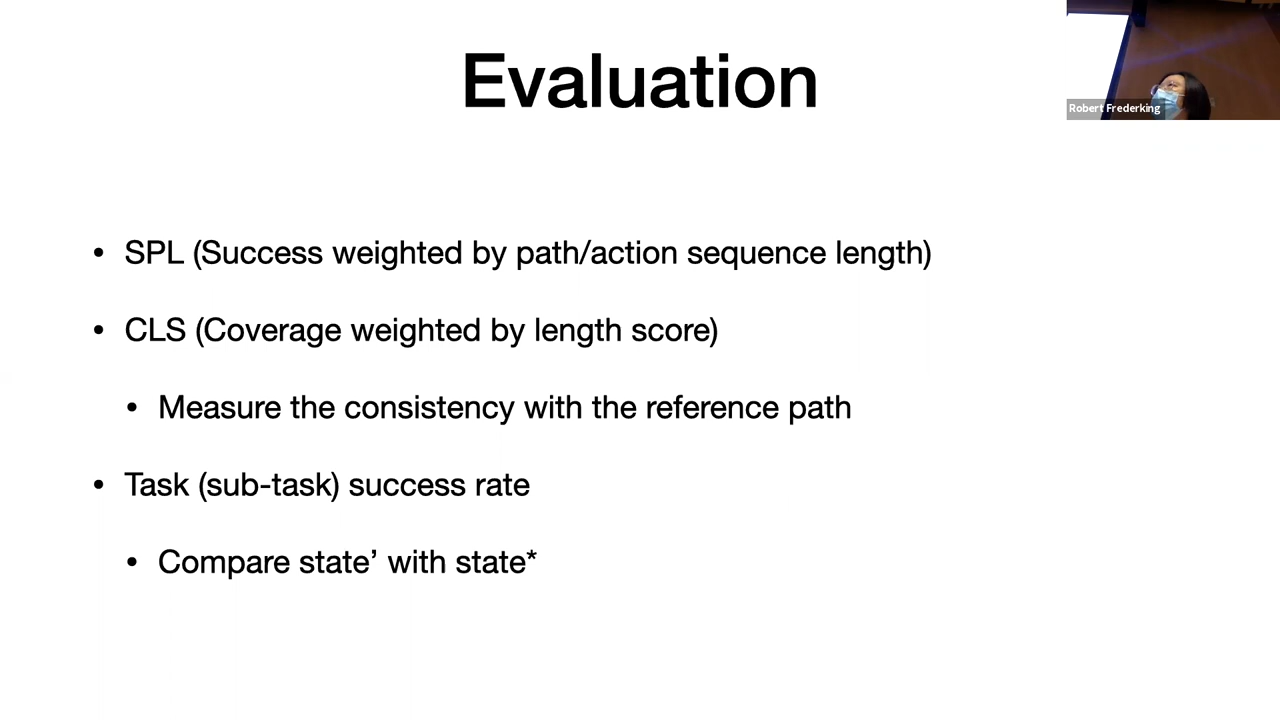 Evaluation
Robert Frederking
• SPL (Success weighted by path/action sequence length)
• CLS (Coverage weighted by length score)
• Measure the consistency with the reference path
• Task (sub-task) success rate
• Compare state’ with state*